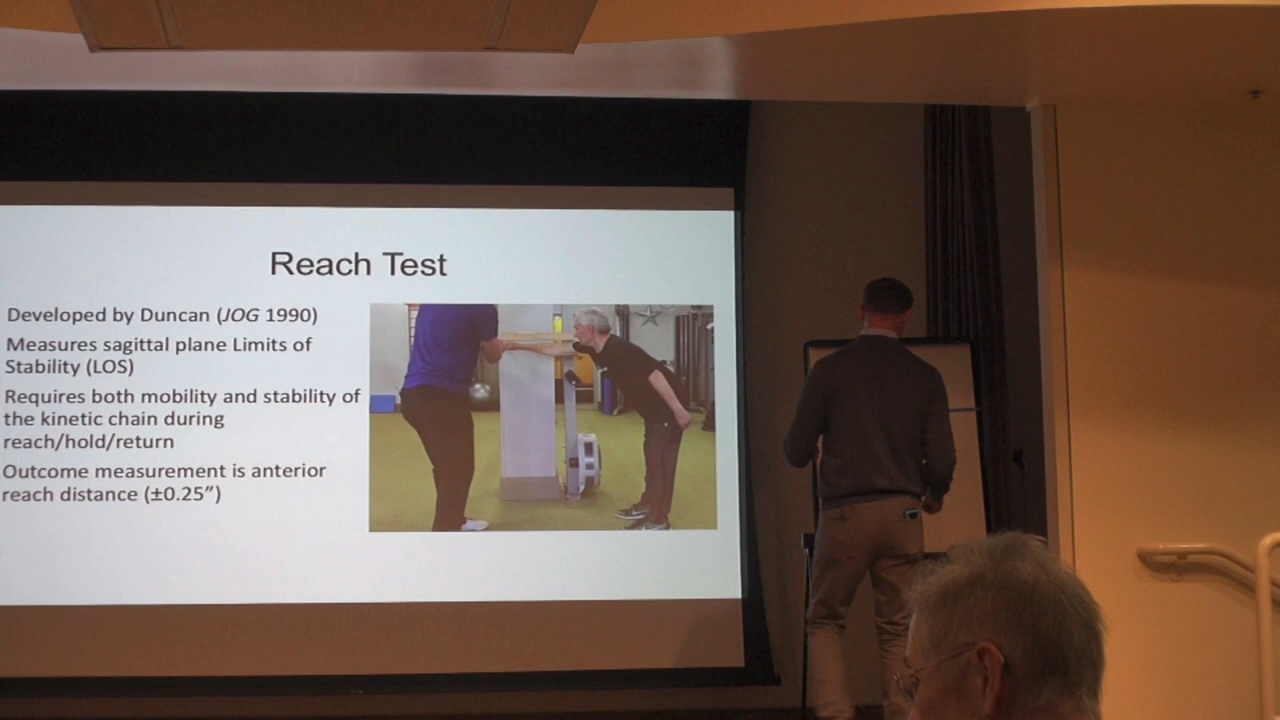 Reach Test
Developed by Duncan (JOG 1990)
Measures sagittal plane Limits of
Stability (LOS)
Requires both mobility and stability of
the kinetic chain during
reach/hold/return
Outcome measurement is anterior
reach distance (±0.25”)